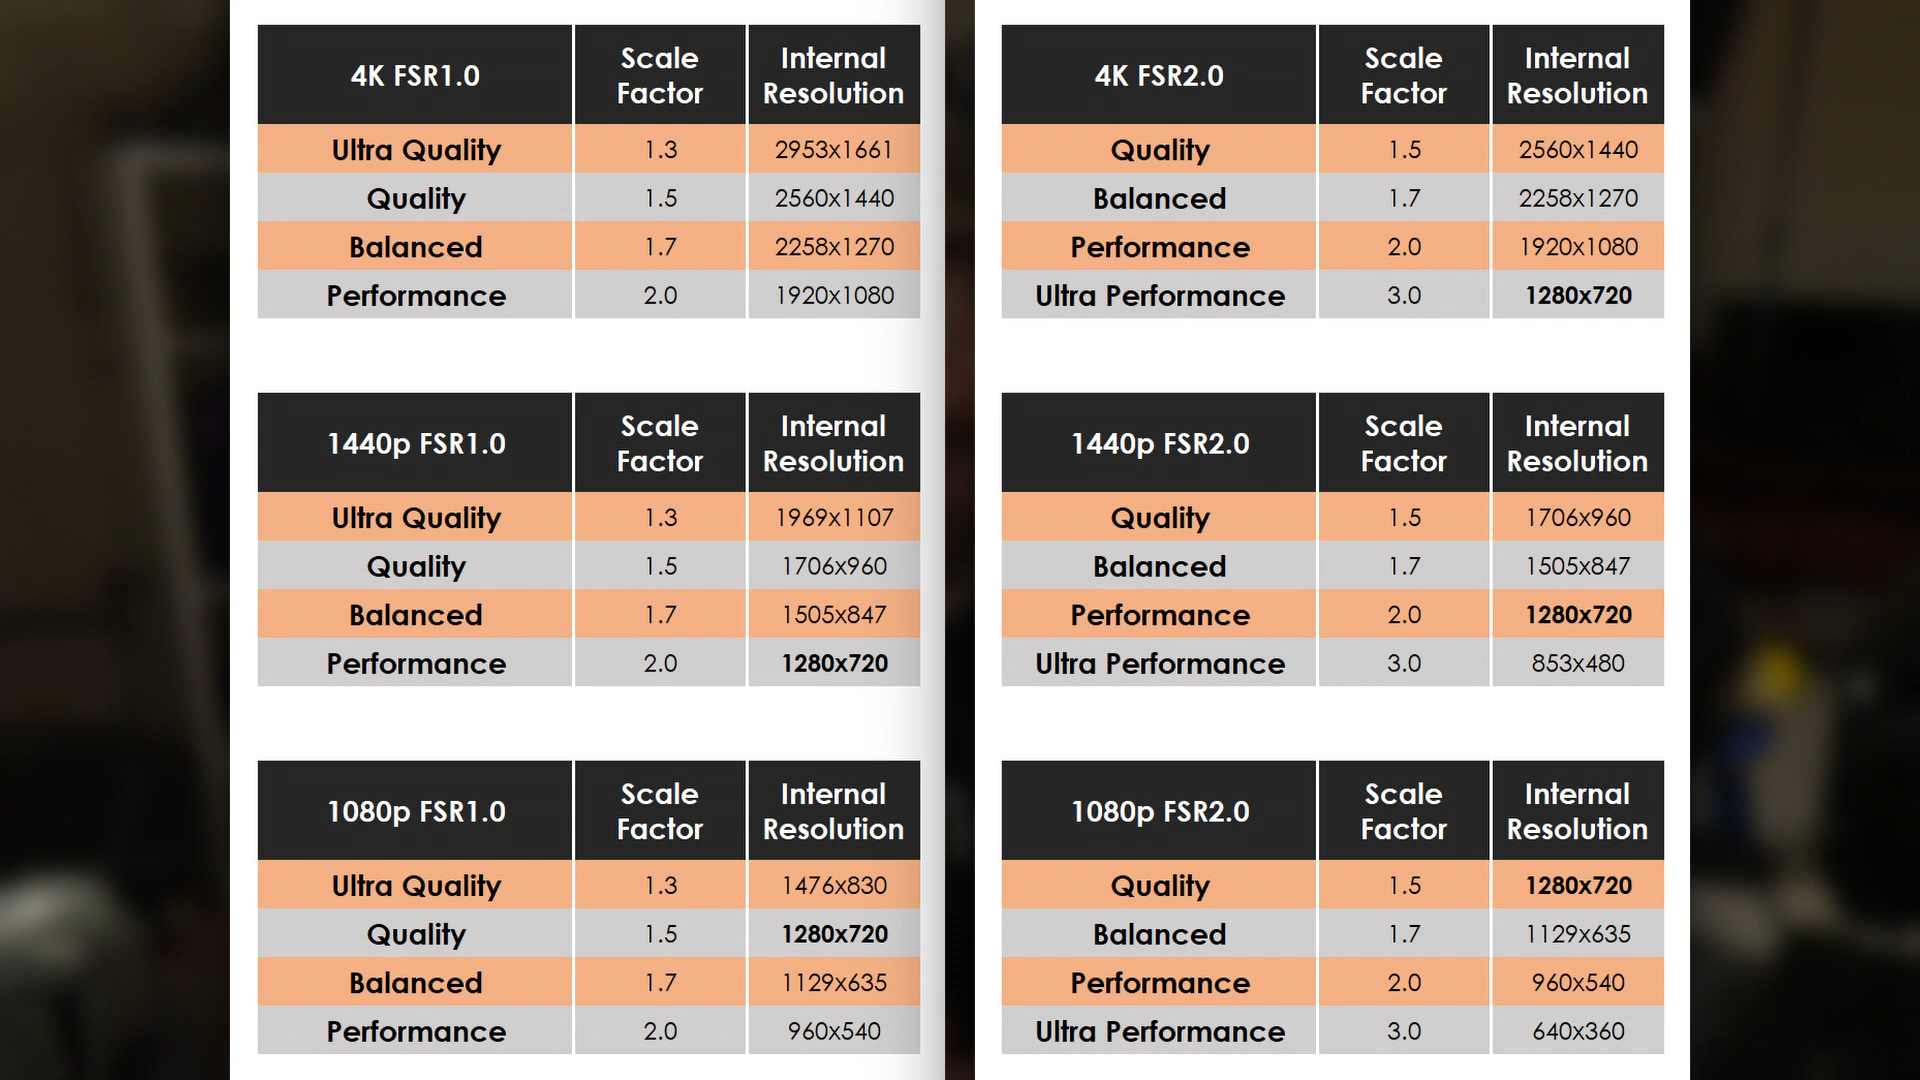 4K FSR1.0 Scale Factor Internal Resolution
Ultra Quality 1.3 2953x1661
Quality 1.5 2560x1440
Balanced 1.7 2258x1270
Performance 2.0 1920x1080
1440p FSR1.0 Scale Factor Internal Resolution
Ultra Quality 1.3 1969x1107
Quality 1.5 1706x960
Balanced 1.7 1505x847
Performance 2.0 1280x720
1080p FSR1.0 Scale Factor Internal Resolution
Ultra Quality 1.3 1476x830
Quality 1.5 1280x720
Balanced 1.7 1129x635
Performance 2.0 960x540
4K FSR2.0 Scale Factor Internal Resolution
Quality 1.5 2560x1440
Balanced 1.7 2258x1270
Performance 2.0 1920x1080
Ultra Performance 3.0 1280x720
1440p FSR2.0 Scale Factor Internal Resolution
Quality 1.5 1706x960
Balanced 1.7 1505x847
Performance 2.0 1280x720
Ultra Performance 3.0 853x480
1080p FSR2.0 Scale Factor Internal Resolution
Quality 1.5 1280x720
Balanced 1.7 1129x635
Performance 2.0 960x540
Ultra Performance 3.0 640x360